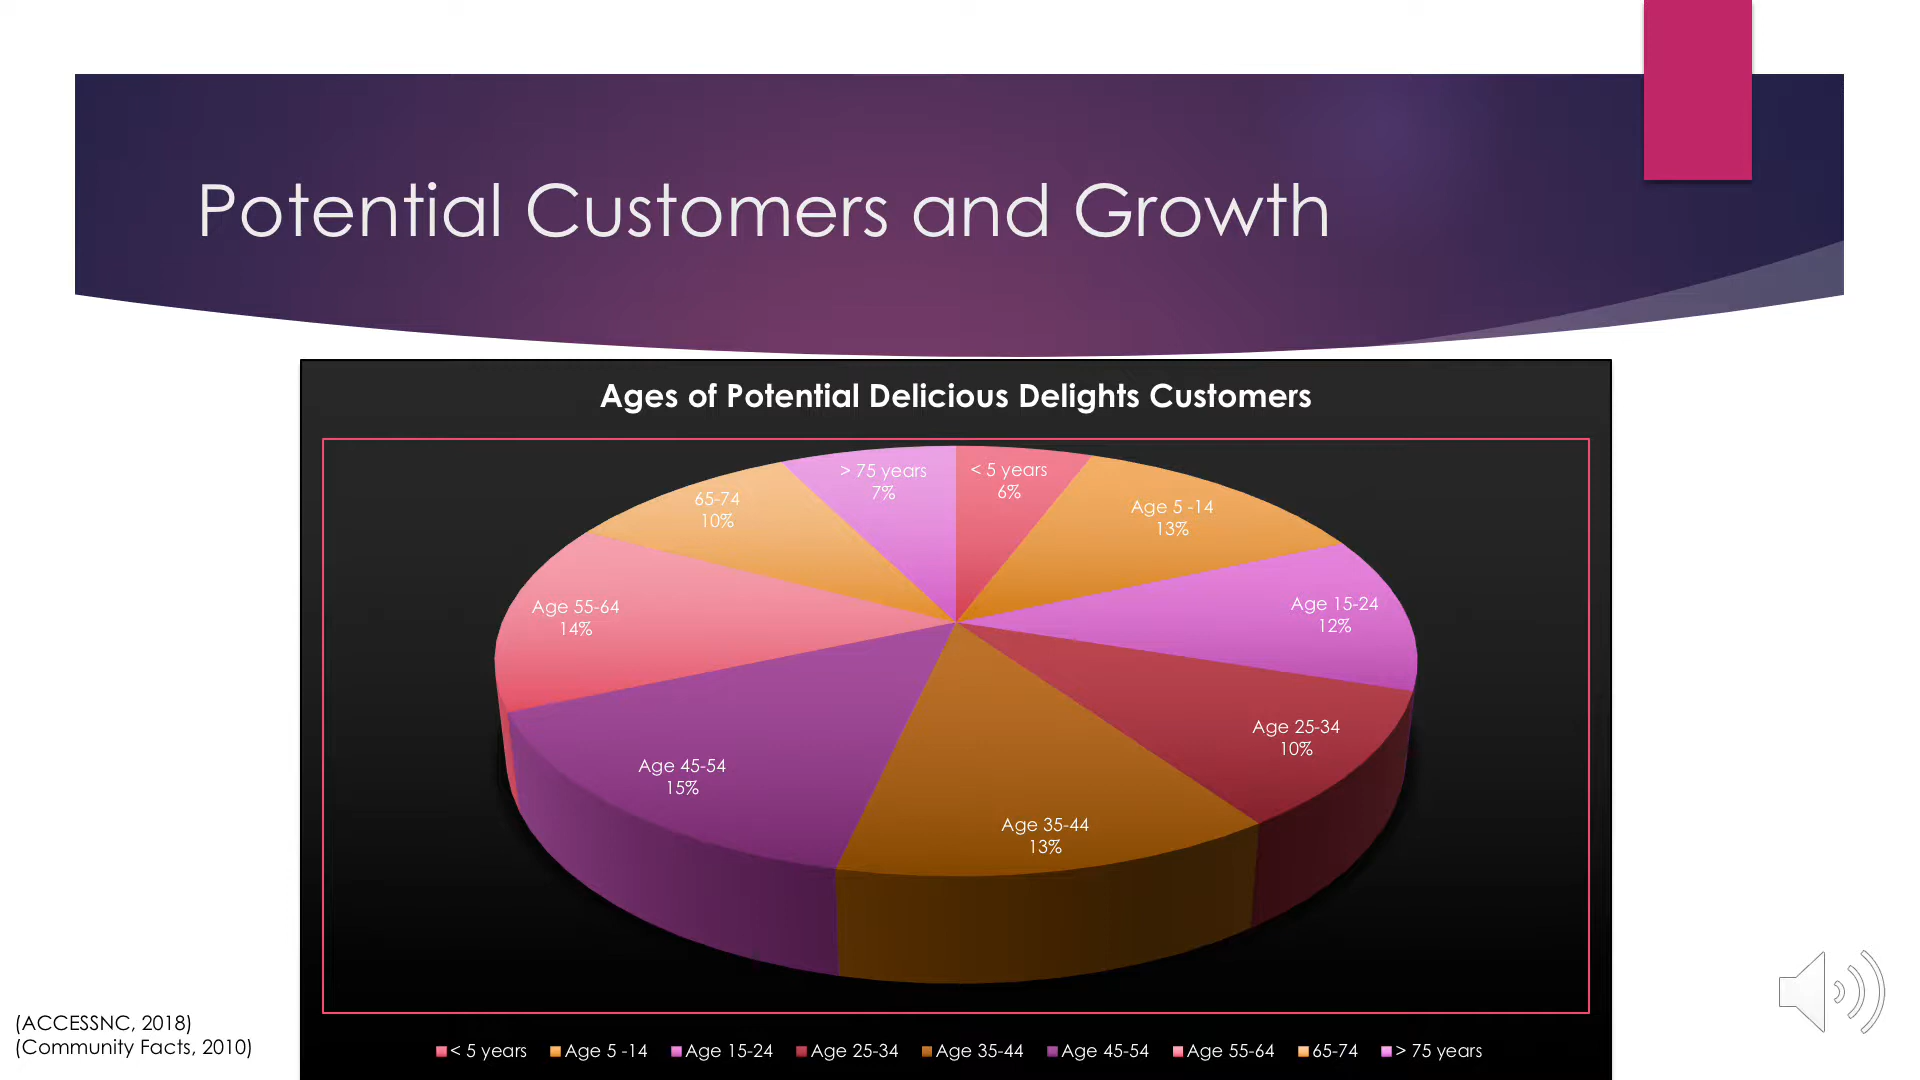 Potential Customers and Growth
Ages of Potential Delicious Delights Customers
> 75 years
7%
< 5 years
6%
65-74
10%
Age 5 -14
13%
Age 55-64
14%
Age 15-24
12%
Age 25-34
10%
Age 45-54
15%
Age 35-44
13%
(ACCESSNC, 2018)
(Community Facts, 2010)
< 5 years Age 5 -14 Age 15-24 Age 25-34 Age 35-44 Age 45-54 Age 55-64 65-74 > 75 years